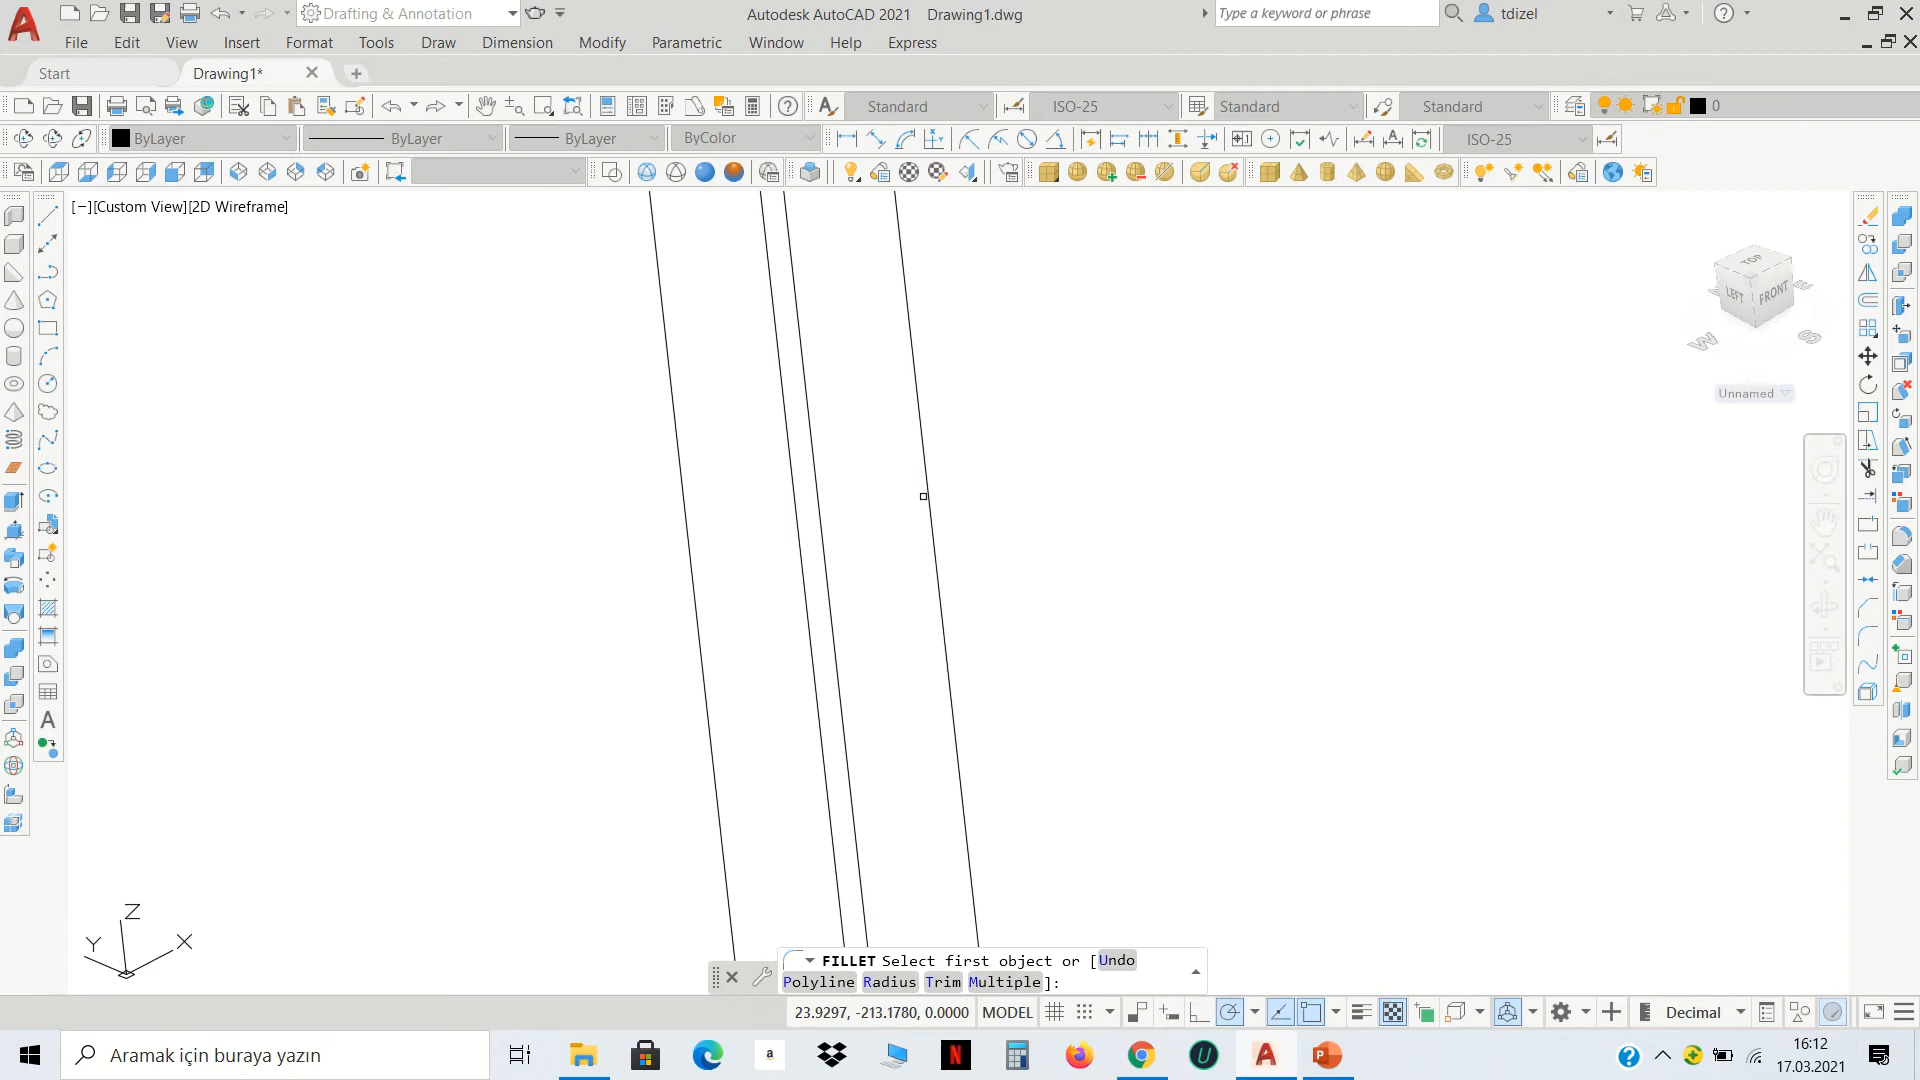 Drafting & Annotation
Autodesk AutoCAD 2021 Drawing1.dwg
Type a keyword or phrase
tdizel
File Edit View Insert Format Tools Draw Dimension Modify Parametric Window Help Express
Start Drawing1*
Standard ISO-25 Standard Standard 0
ByLayer ByLayer ByLayer ByColor ISO-25
[−][Custom View][2D Wireframe]
TOP
LEFT FRONT
W S
Unnamed
A
Z
Y X
FILLET Select first object or [Undo
Polyline Radius Trim Multiple]:
23.9297, -213.1780, 0.0000 MODEL Decimal
Aramak için buraya yazın
16:12
17.03.2021